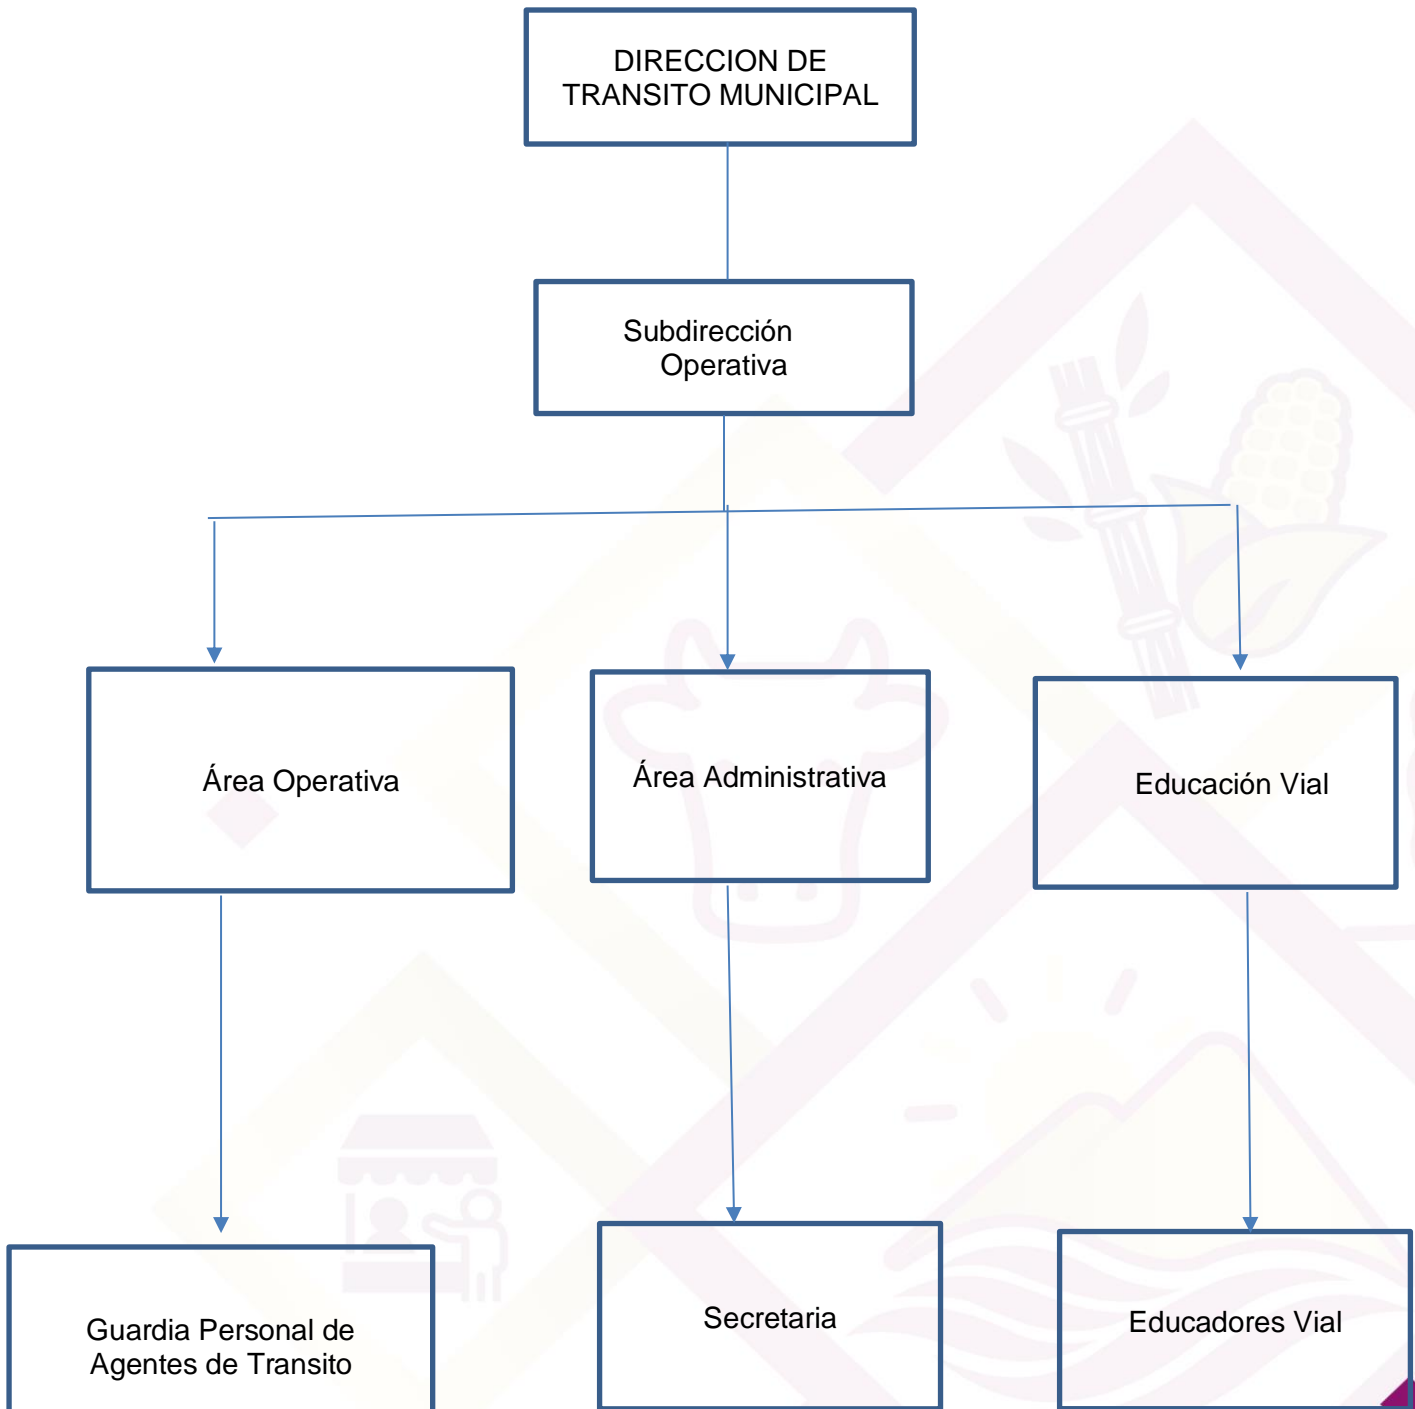 DIRECCION DE
TRANSITO MUNICIPAL
Subdirección
Operativa
Área Operativa
Área Administrativa
Educación Vial
Guardia Personal de
Agentes de Transito
Secretaria
Educadores Vial